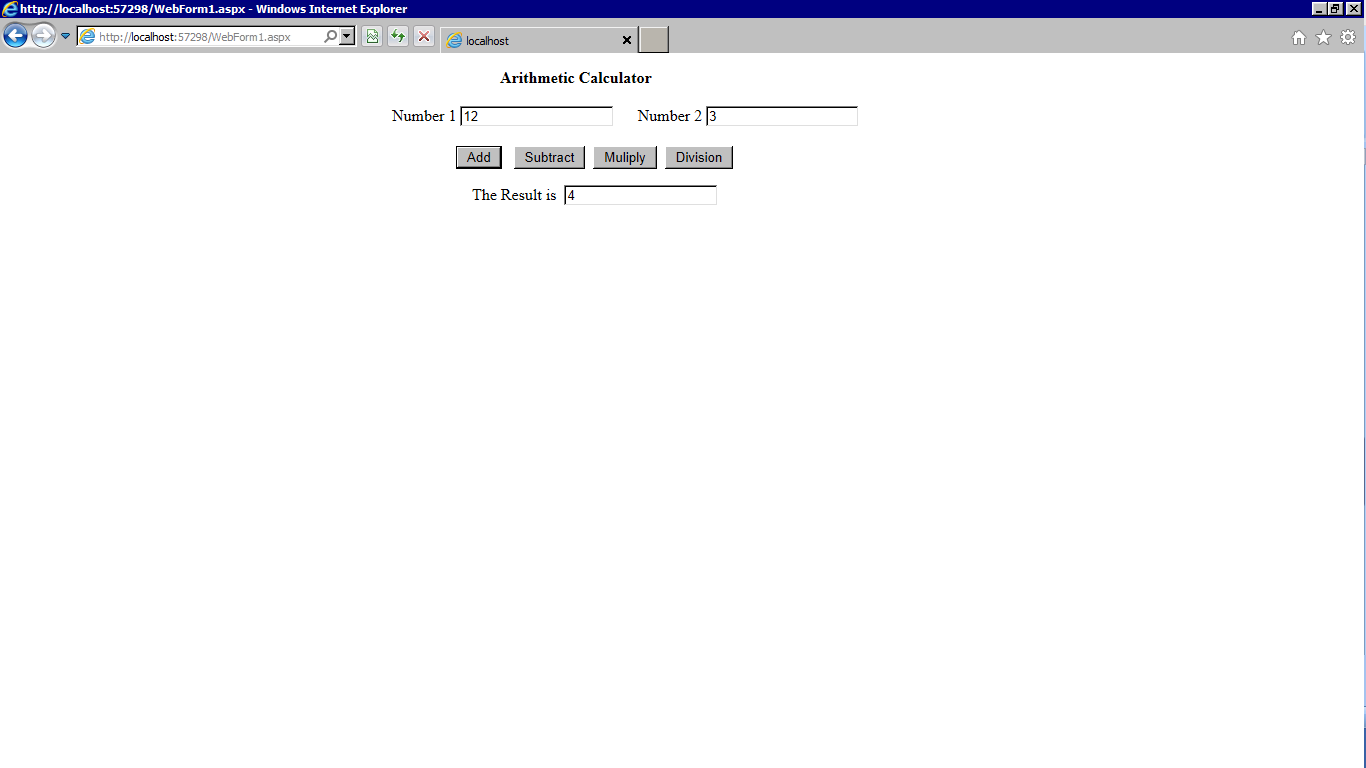 http://localhost:57298/WebForm1.aspx - Windows Internet Explorer
http://localhost:57298/WebForm1.aspx
localhost
Arithmetic Calculator
Number 1 12 Number 2 3
Add Subtract Muliply Division
The Result is 4